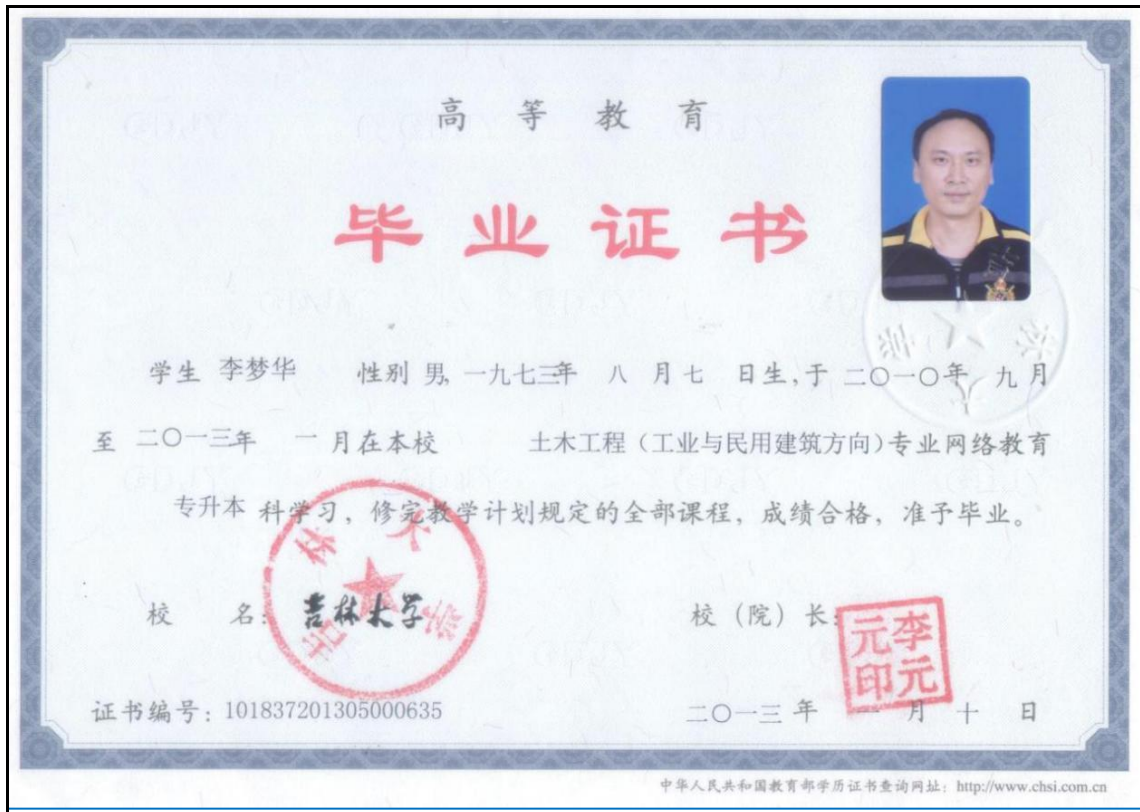 高等教育
毕业证书
学生 李梦华 性别 男, 一九七三年 八 月 七 日生,于 二〇一〇年 九 月
至 二〇一三年 一 月在本校 土木工程（工业与民用建筑方向）专业网络教育
专升本 科学习，修完教学计划规定的全部课程，成绩合格，准予毕业。
校 名：吉林大学
吉林大学
校（院）长：
李元元印
证书编号：101837201305000635
二〇一三 年 一 月 十 日
中华人民共和国教育部学历证书查询网址：http://www.chsi.com.cn